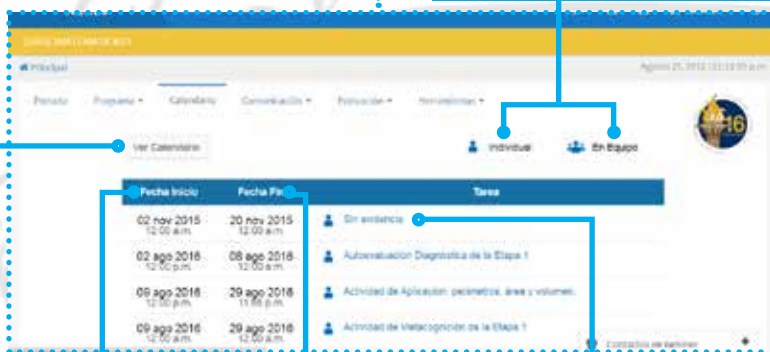 Principal
Portada Programa Calendario Comunicación Evaluación Herramientas
Ver Calendario Individual En Equipo
16
Fecha Inicio Fecha Fin Tarea
02 nov 2015 20 nov 2015 Sin evidencia
12:00 a.m. 12:00 a.m.
02 ago 2016 08 ago 2016 Autoevaluación Diagnóstica de la Etapa 1
12:00 p.m. 12:00 a.m.
09 ago 2016 29 ago 2016 Actividad de Aplicación: perímetros, área y volumen.
12:00 p.m. 11:55 p.m.
09 ago 2016 29 ago 2016 Actividad de Metacognición de la Etapa 1
12:00 a.m. 12:00 a.m.
Contactos de